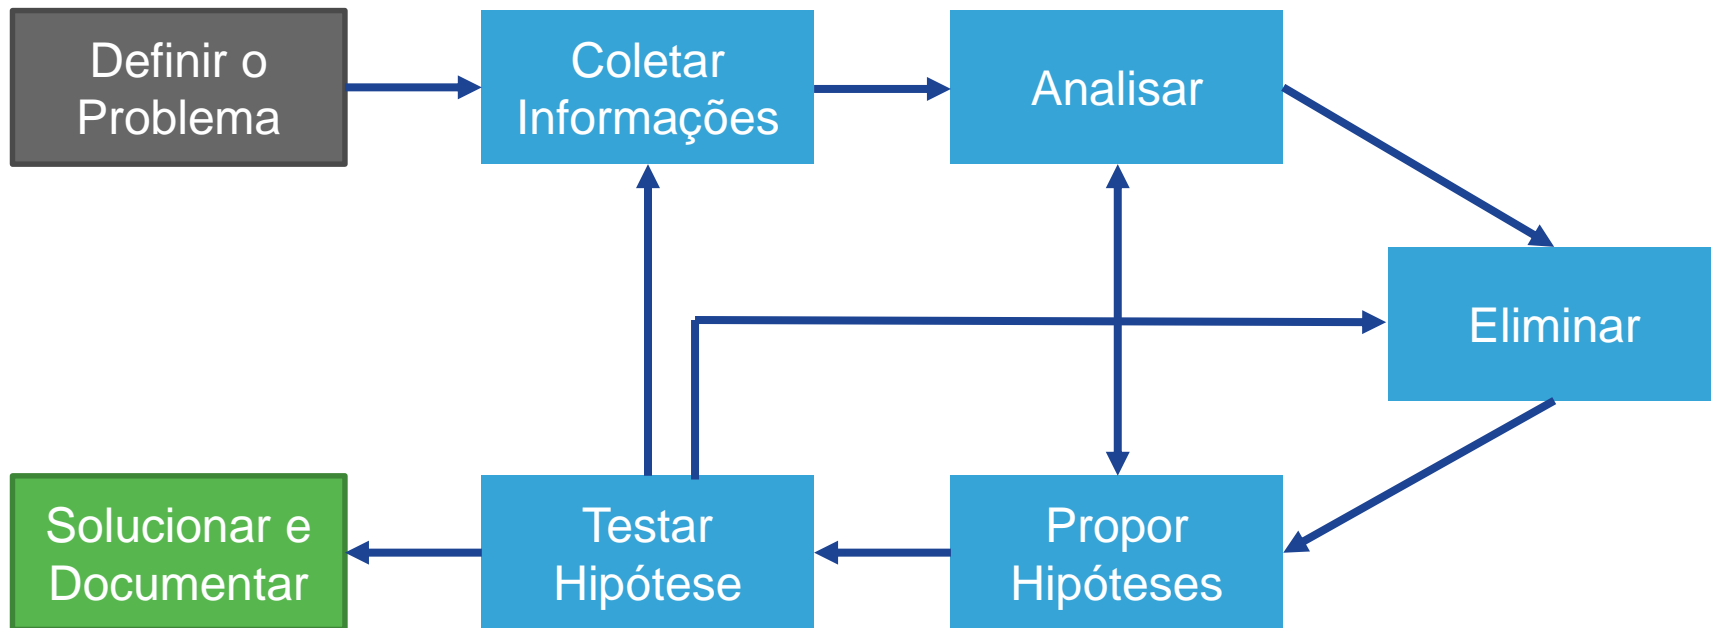 Definir o
Problema
Coletar
Informações
Analisar
Eliminar
Solucionar e
Documentar
Testar
Hipótese
Propor
Hipóteses